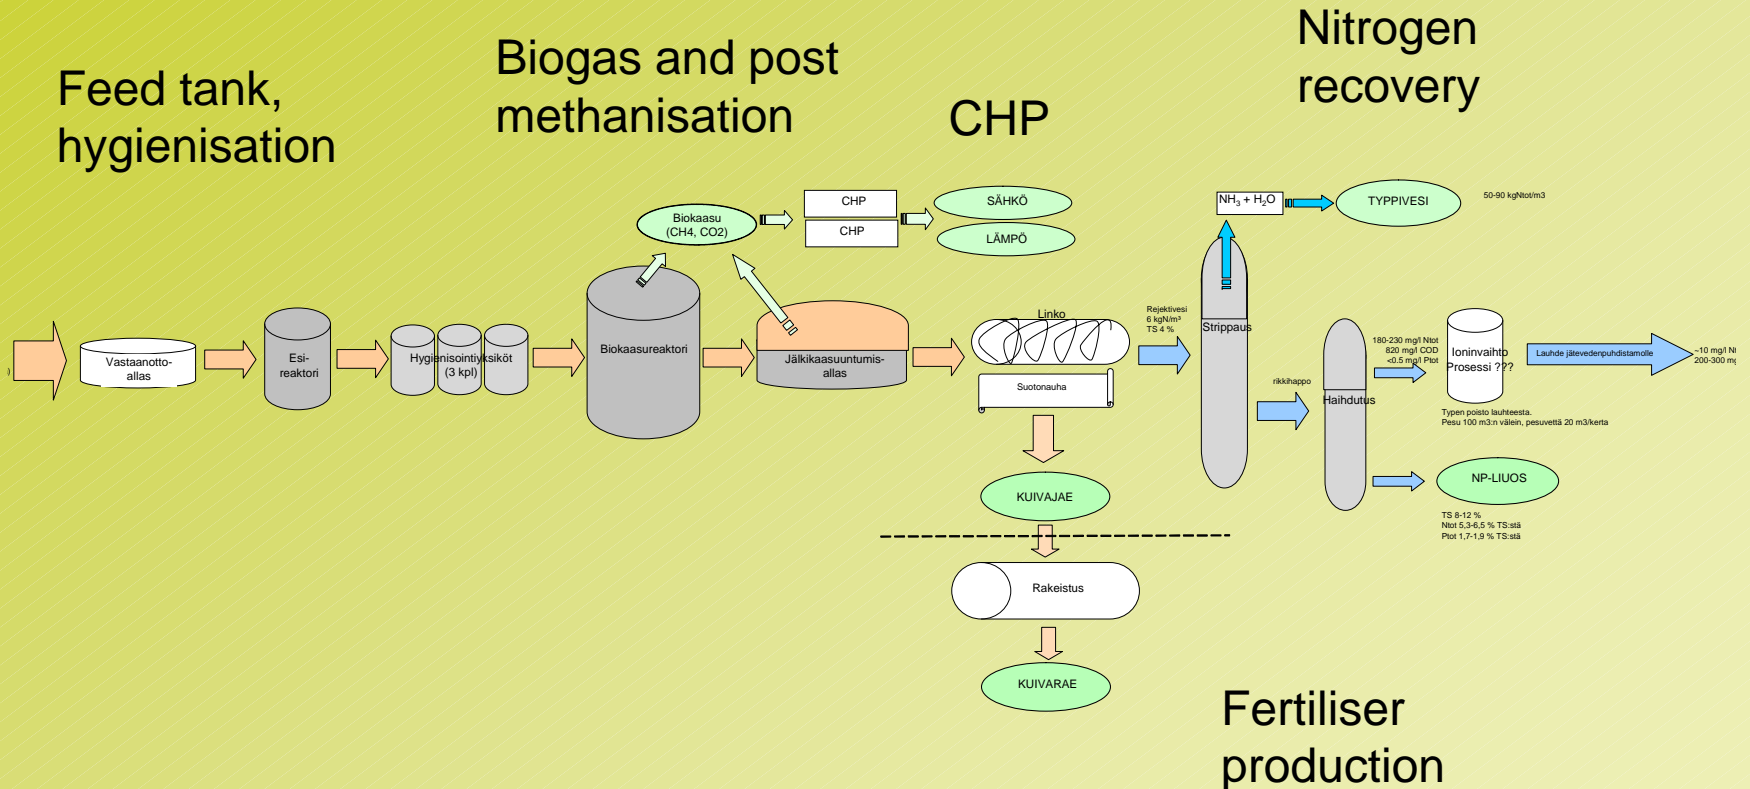 Feed tank,
hygienisation
Biogas and post
methanisation
CHP
Nitrogen
recovery
Biokaasu
(CH4, CO2)
CHP
CHP
SÄHKÖ
LÄMPÖ
NH₃ + H₂O
TYPPIVESI
50-90 kgNtot/m3
Vastaanotto-
allas
Esi-
reaktori
Hygienisointiyksiköt
(3 kpl)
Biokaasureaktori
Jälkikaasuuntumis-
allas
Linko
Suotonauha
Rejektivesi
6 kgN/m³
TS 4 %
Strippaus
rikkihappo
Haihdutus
180-230 mg/l Ntot
820 mg/l COD
<0.5 mg/l Ptot
Ioninvaihto
Prosessi ???
Typen poisto lauhteesta.
Pesu 100 m3:n välein, pesuvettä 20 m3/kerta
Lauhde jätevedenpuhdistamolle
~10 mg/l
200-300
NP-LIUOS
TS 8-12 %
Ntot 5,3-6,5 % TS:stä
Ptot 1,7-1,9 % TS:stä
KUIVAJAE
Rakeistus
KUIVARAE
Fertiliser
production